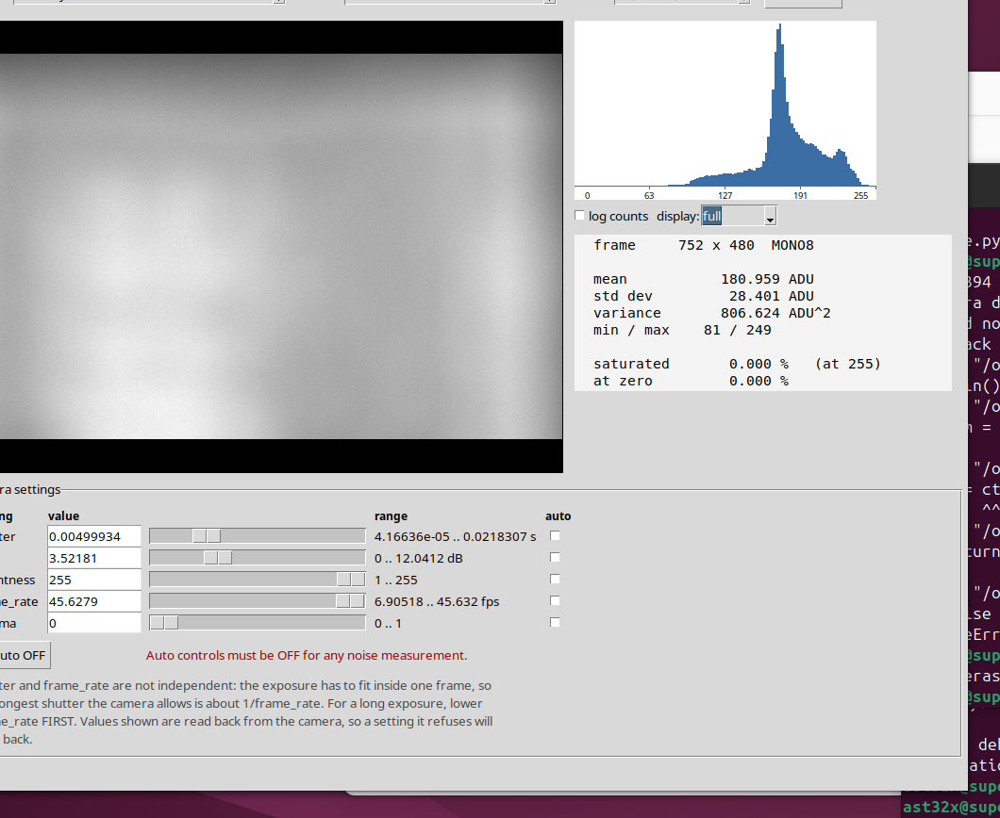 0 63 127 191 255
log counts display: full
frame 752 x 480 MONO8
mean 180.959 ADU
std dev 28.401 ADU
variance 806.624 ADU^2
min / max 81 / 249
saturated 0.000 % (at 255)
at zero 0.000 %
ra settings
ng value range auto
ter 0.00499934 4.16636e-05 .. 0.0218307 s
3.52181 0 .. 12.0412 dB
ntness 255 1 .. 255
e_rate 45.6279 6.90518 .. 45.632 fps
ma 0 0 .. 1
uto OFF Auto controls must be OFF for any noise measurement.
ter and frame_rate are not independent: the exposure has to fit inside one frame, so
ongest shutter the camera allows is about 1/frame_rate. For a long exposure, lower
e_rate FIRST. Values shown are read back from the camera, so a setting it refuses will
back.
e.py
@sup
394
ra d
d no
ack
"/o
in()
"/o
m =
"/o
= ct
^^
"/o
turn
"/o
ise
eErr
@sup
eras
@sup
del
atic
@supe
ast32x@supe